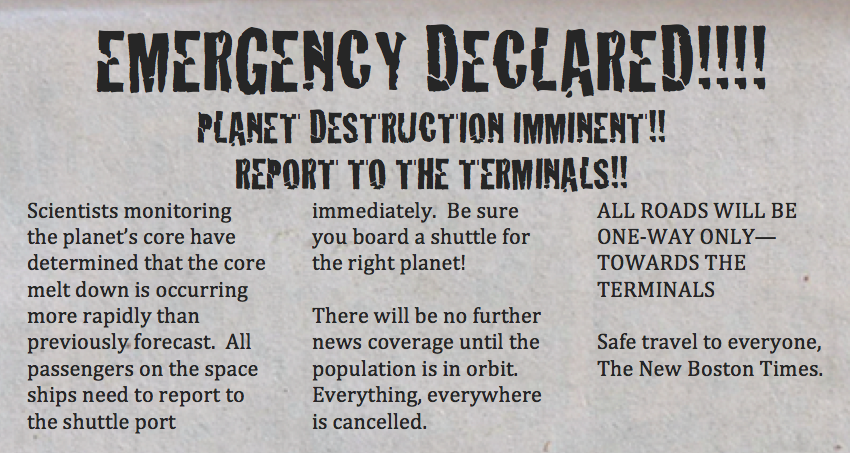 EMERGENCY DECLARED!!!!
PLANET DESTRUCTION IMMINENT!!
REPORT TO THE TERMINALS!!
Scientists monitoring
the planet’s core have
determined that the core
melt down is occurring
more rapidly than
previously forecast.  All
passengers on the space
ships need to report to
the shuttle port
immediately.  Be sure
you board a shuttle for
the right planet!
There will be no further
news coverage until the
population is in orbit.
Everything, everywhere
is cancelled.
ALL ROADS WILL BE
ONE-WAY ONLY—
TOWARDS THE
TERMINALS
Safe travel to everyone,
The New Boston Times.